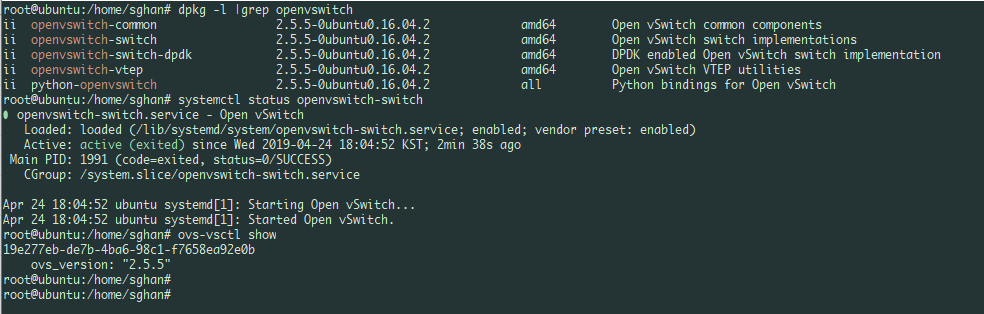 root@ubuntu:/home/sghan# dpkg -l |grep openvswitch
ii  openvswitch-common                 2.5.5-0ubuntu0.16.04.2             amd64        Open vSwitch common components
ii  openvswitch-switch                 2.5.5-0ubuntu0.16.04.2             amd64        Open vSwitch switch implementations
ii  openvswitch-switch-dpdk            2.5.5-0ubuntu0.16.04.2             amd64        DPDK enabled Open vSwitch switch implementation
ii  openvswitch-vtep                   2.5.5-0ubuntu0.16.04.2             amd64        Open vSwitch VTEP utilities
ii  python-openvswitch                 2.5.5-0ubuntu0.16.04.2             all          Python bindings for Open vSwitch
root@ubuntu:/home/sghan# systemctl status openvswitch-switch
● openvswitch-switch.service - Open vSwitch
   Loaded: loaded (/lib/systemd/system/openvswitch-switch.service; enabled; vendor preset: enabled)
   Active: active (exited) since Wed 2019-04-24 18:04:52 KST; 2min 38s ago
 Main PID: 1991 (code=exited, status=0/SUCCESS)
   CGroup: /system.slice/openvswitch-switch.service
Apr 24 18:04:52 ubuntu systemd[1]: Starting Open vSwitch...
Apr 24 18:04:52 ubuntu systemd[1]: Started Open vSwitch.
root@ubuntu:/home/sghan# ovs-vsctl show
19e277eb-de7b-4ba6-98c1-f7658ea92e0b
    ovs_version: "2.5.5"
root@ubuntu:/home/sghan#
root@ubuntu:/home/sghan#